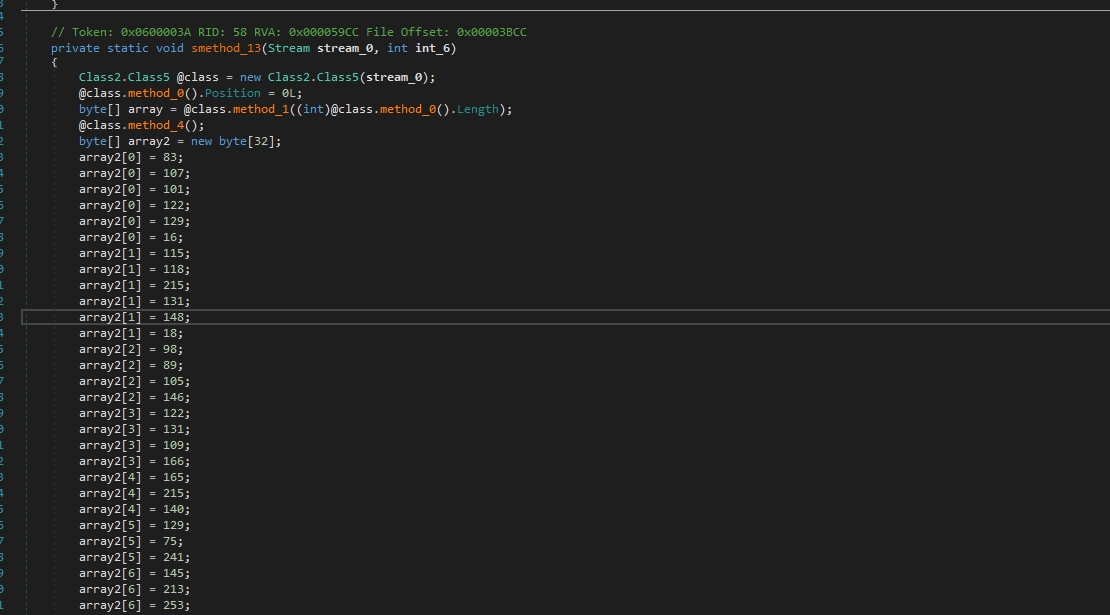 }
// Token: 0x0600003A RID: 58 RVA: 0x000059CC File Offset: 0x00003BCC
private static void smethod_13(Stream stream_0, int int_6)
{
Class2.Class5 @class = new Class2.Class5(stream_0);
@class.method_0().Position = 0L;
byte[] array = @class.method_1((int)@class.method_0().Length);
@class.method_4();
byte[] array2 = new byte[32];
array2[0] = 83;
array2[0] = 107;
array2[0] = 101;
array2[0] = 122;
array2[0] = 129;
array2[0] = 16;
array2[1] = 115;
array2[1] = 118;
array2[1] = 215;
array2[1] = 131;
array2[1] = 148;
array2[1] = 18;
array2[2] = 98;
array2[2] = 89;
array2[2] = 105;
array2[2] = 146;
array2[3] = 122;
array2[3] = 131;
array2[3] = 109;
array2[3] = 166;
array2[4] = 165;
array2[4] = 215;
array2[4] = 140;
array2[5] = 129;
array2[5] = 75;
array2[5] = 241;
array2[6] = 145;
array2[6] = 213;
array2[6] = 253;